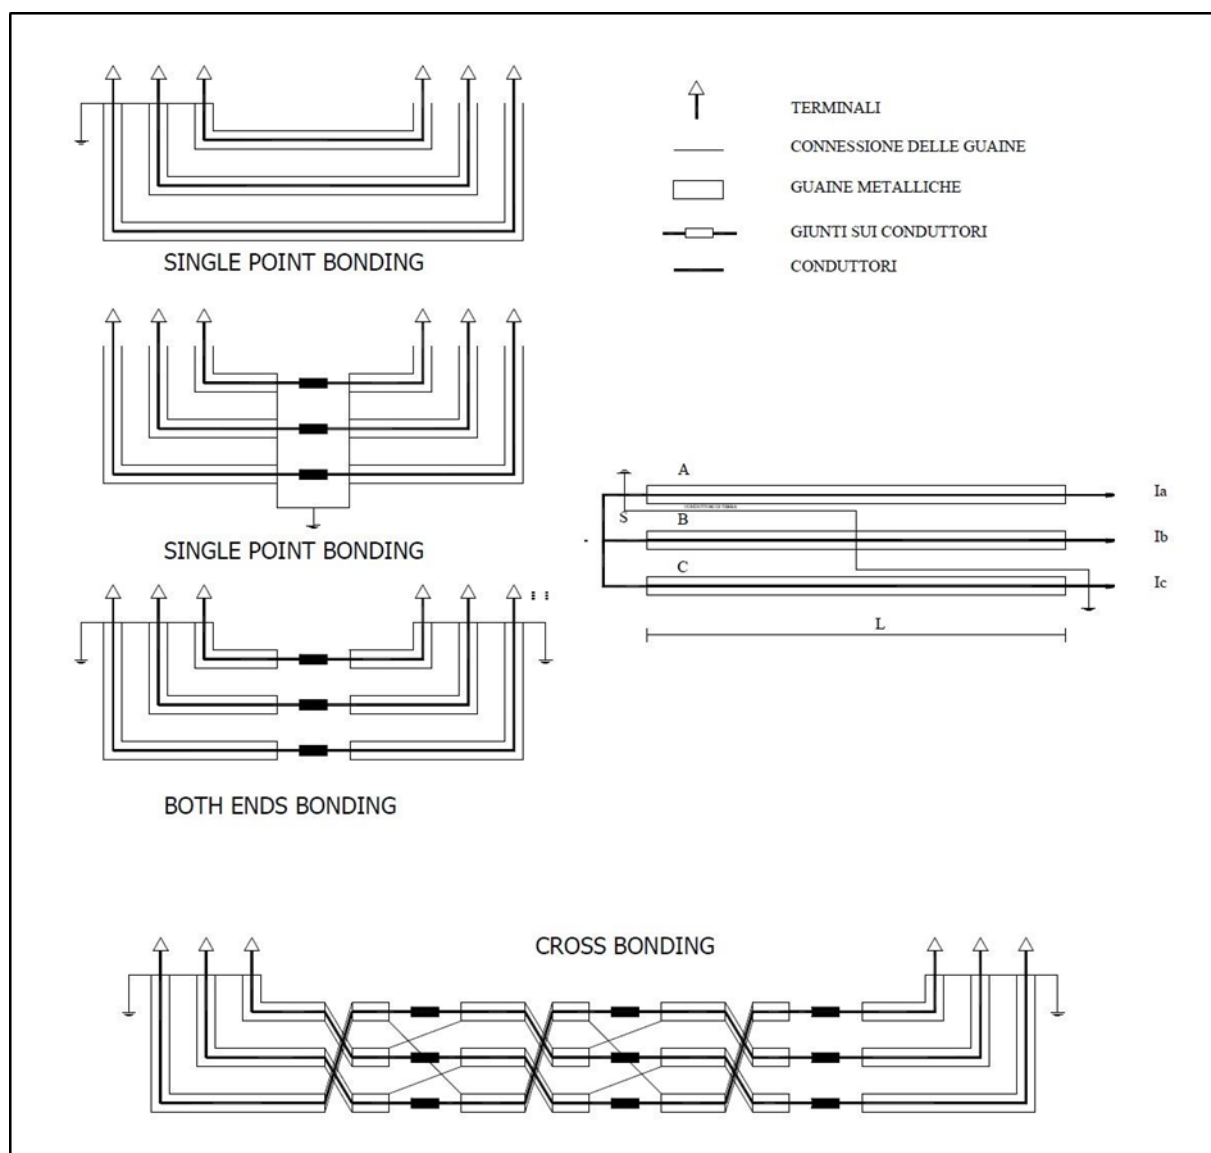 TERMINALI
CONNESSIONE DELLE GUAINE
GUAINE METALLICHE
GIUNTI SUI CONDUTTORI
CONDUTTORI
SINGLE POINT BONDING
SINGLE POINT BONDING
A
Ia
S
B
Ib
C
Ic
L
BOTH ENDS BONDING
CROSS BONDING